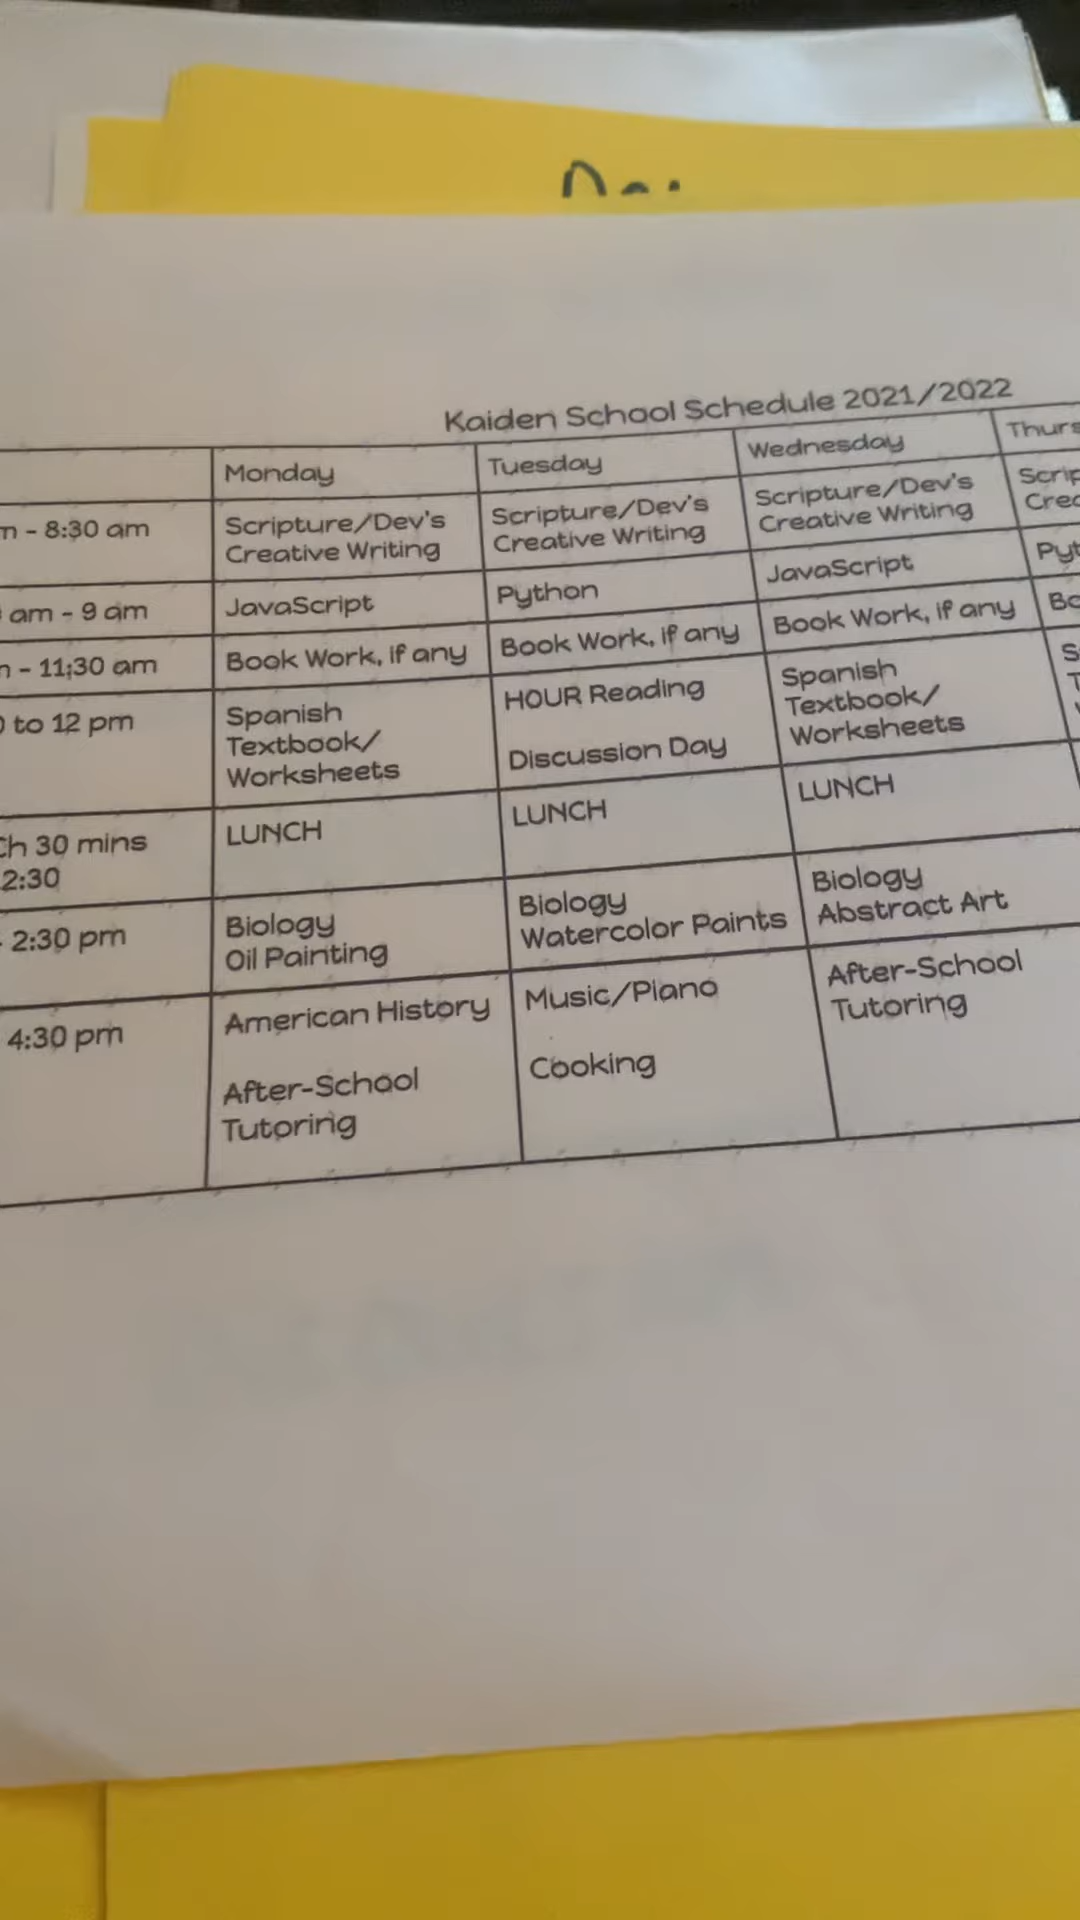 Kaiden School Schedule 2021/2022
Monday
Tuesday
Wednesday
- 8:30 am
Scripture/Dev's
Creative Writing
Scripture/Dev's
Creative Writing
Scripture/Dev's
Creative Writing
am - 9 am
JavaScript
Python
JavaScript
- 11:30 am
Book Work, if any
Book Work, if any
Book Work, if any
to 12 pm
Spanish
Textbook/
Worksheets
HOUR Reading
Discussion Day
Spanish
Textbook/
Worksheets
30 mins
2:30
LUNCH
LUNCH
LUNCH
- 2:30 pm
Biology
Oil Painting
Biology
Watercolor Paints
Biology
Abstract Art
4:30 pm
American History
After-School
Tutoring
Music/Piano
Cooking
After-School
Tutoring